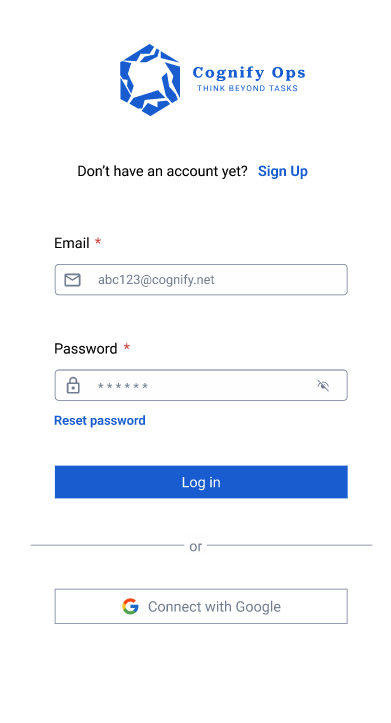 Cognify Ops
THINK BEYOND TASKS
Don't have an account yet? Sign Up
Email *
abc123@cognify.net
Password *
* * * * * *
Reset password
Log in
or
Connect with Google